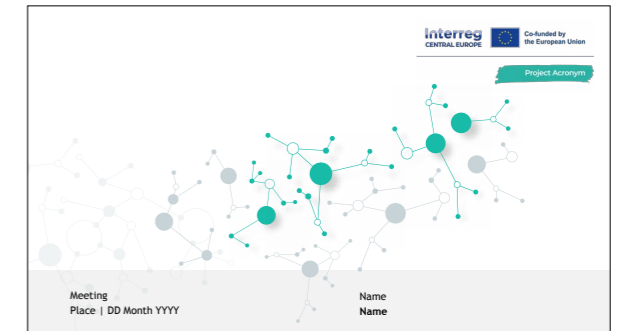 Interreg
CENTRAL EUROPE
Co-funded by
the European Union
Project Acronym
Meeting
Place | DD Month YYYY
Name
Name